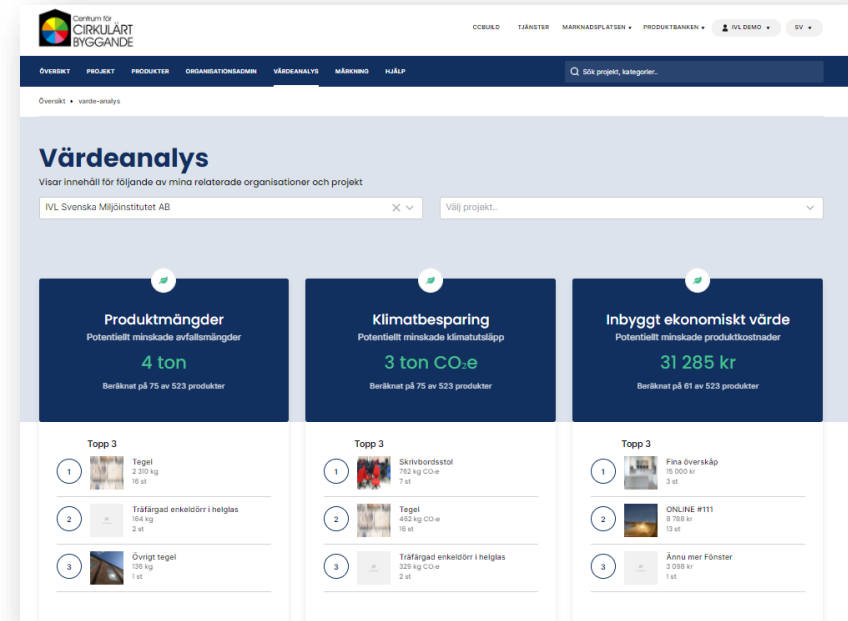 Centrum för
CIRKULÄRT
BYGGANDE
CCBUILD TJÄNSTER MARKNADSPLATSEN PRODUKTBANKEN IVL DEMO SV
ÖVERSIKT PROJEKT PRODUKTER ORGANISATIONSADMIN VÄRDEANALYS MÄRKNING HJÄLP Sök projekt, kategorier..
Översikt • varde-analys
Värdeanalys
Visar innehåll för följande av mina relaterade organisationer och projekt
IVL Svenska Miljöinstitutet AB Välj projekt..
Produktmängder
Potentiellt minskade avfallsmängder
4 ton
Beräknat på 75 av 523 produkter
Topp 3
1 Tegel
2 310 kg
16 st
2 Träfärgad enkeldörr i helglas
164 kg
2 st
3 Övrigt tegel
136 kg
1 st
Klimatbesparing
Potentiellt minskade klimatutsläpp
3 ton CO₂e
Beräknat på 75 av 523 produkter
Topp 3
1 Skrivbordsstol
762 kg CO₂e
7 st
2 Tegel
462 kg CO₂e
16 st
3 Träfärgad enkeldörr i helglas
329 kg CO₂e
2 st
Inbyggt ekonomiskt värde
Potentiellt minskade produktkostnader
31 285 kr
Beräknat på 61 av 523 produkter
Topp 3
1 Fina överskåp
15 000 kr
3 st
2 ONLINE #111
8 788 kr
13 st
3 Ännu mer Fönster
3 098 kr
1 st